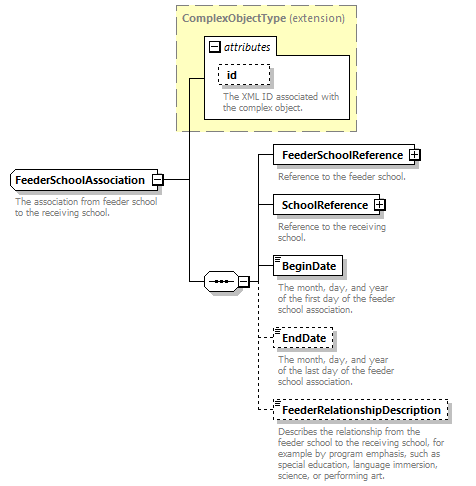 ComplexObjectType (extension)
attributes
id
The XML ID associated with
the complex object.
FeederSchoolAssociation
The association from feeder school
to the receiving school.
FeederSchoolReference
Reference to the feeder school.
SchoolReference
Reference to the receiving
school.
BeginDate
The month, day, and year
of the first day of the feeder
school association.
EndDate
The month, day, and year
of the last day of the feeder
school association.
FeederRelationshipDescription
Describes the relationship from the
feeder school to the receiving school, for
example by program emphasis, such as
special education, language immersion,
science, or performing art.